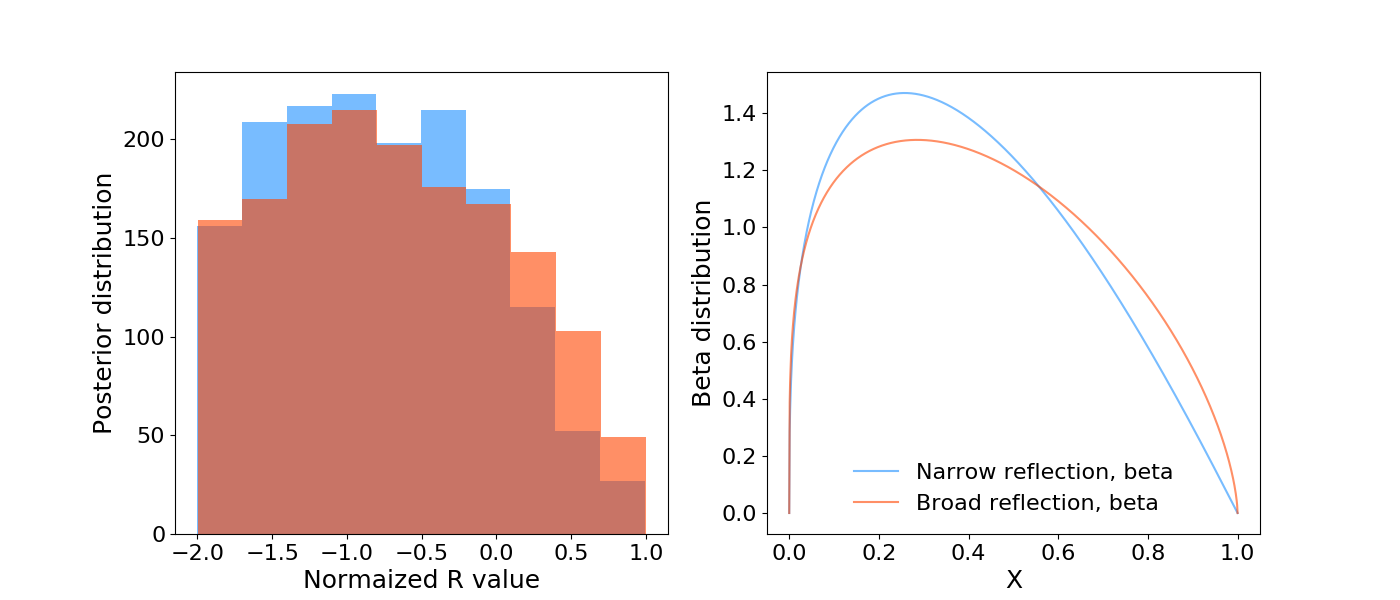 Posterior distribution
200
150
100
50
0
−2.0 −1.5 −1.0 −0.5 0.0 0.5 1.0
Normaized R value
Beta distribution
1.4
1.2
1.0
0.8
0.6
0.4
0.2
0.0
Narrow reflection, beta
Broad reflection, beta
0.0 0.2 0.4 0.6 0.8 1.0
X